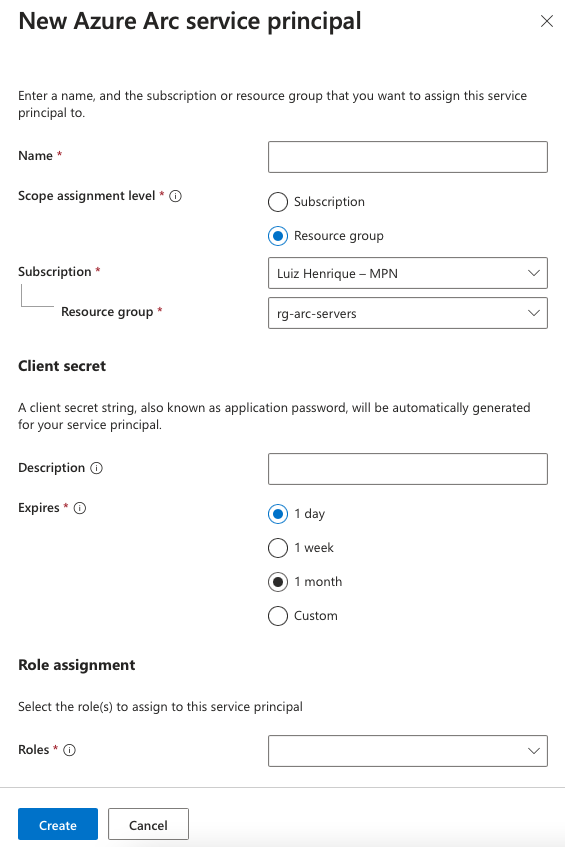 New Azure Arc service principal
Enter a name, and the subscription or resource group that you want to assign this service
principal to.
Name *
Scope assignment level *
Subscription
Resource group
Subscription *
Luiz Henrique – MPN
Resource group *
rg-arc-servers
Client secret
A client secret string, also known as application password, will be automatically generated
for your service principal.
Description
Expires *
1 day
1 week
1 month
Custom
Role assignment
Select the role(s) to assign to this service principal
Roles *
Create
Cancel